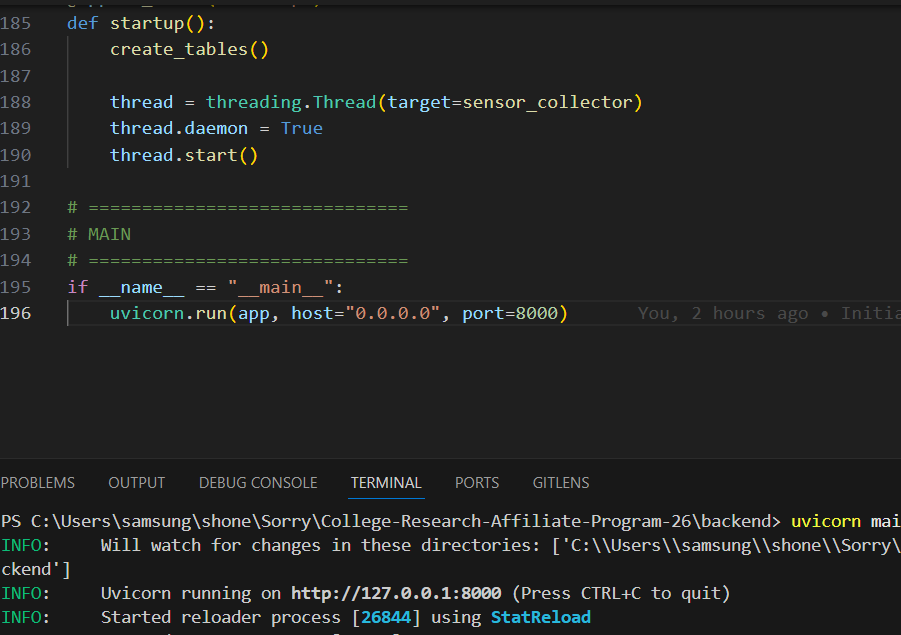 185 def startup():
186 create_tables()
187
188 thread = threading.Thread(target=sensor_collector)
189 thread.daemon = True
190 thread.start()
191
192 # ==============================
193 # MAIN
194 # ==============================
195 if __name__ == "__main__":
196 uvicorn.run(app, host="0.0.0.0", port=8000) You, 2 hours ago • Initia
PROBLEMS OUTPUT DEBUG CONSOLE TERMINAL PORTS GITLENS
PS C:\Users\samsung\shone\Sorry\College-Research-Affiliate-Program-26\backend> uvicorn mai
INFO: Will watch for changes in these directories: ['C:\\Users\\samsung\\shone\\Sorry\
ckend']
INFO: Uvicorn running on http://127.0.0.1:8000 (Press CTRL+C to quit)
INFO: Started reloader process [26844] using StatReload